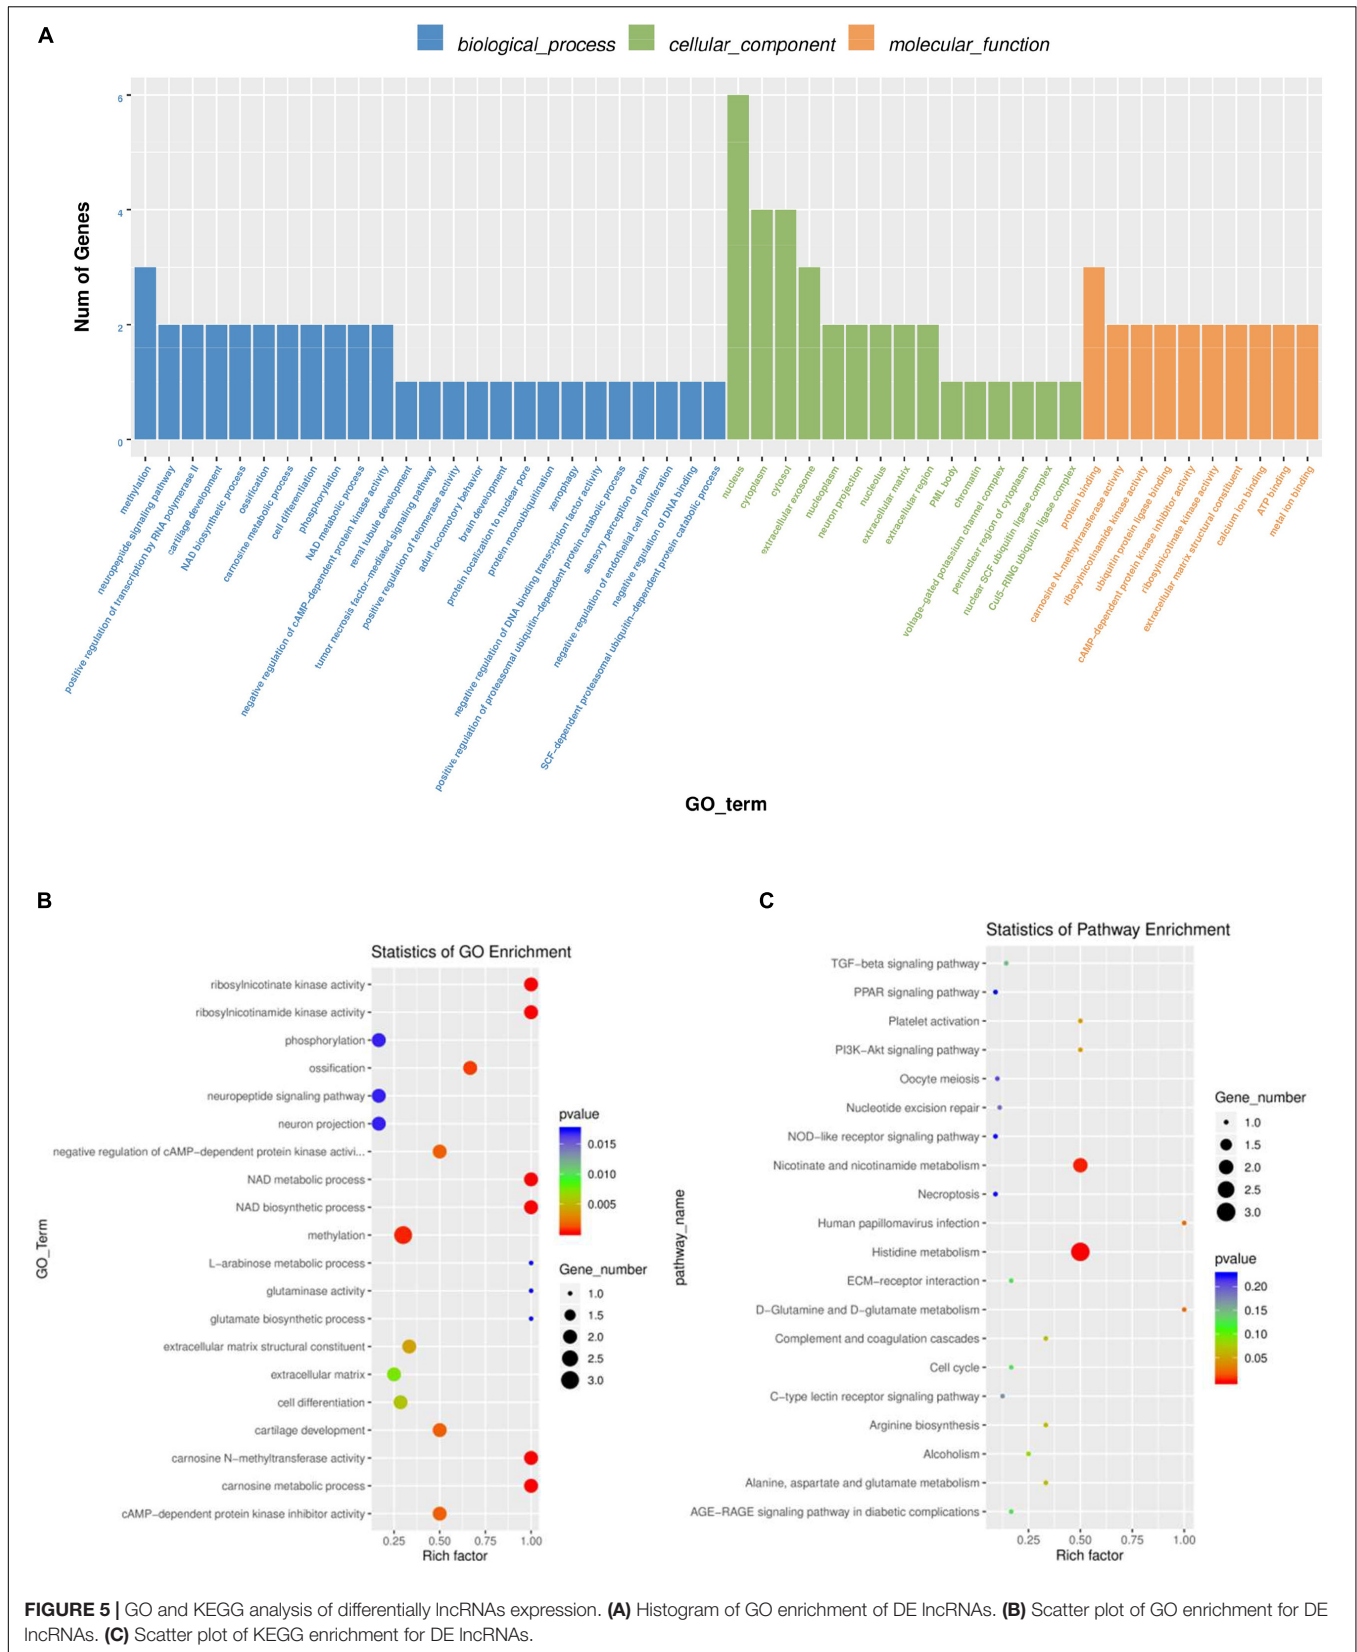 A
biological_process cellular_component molecular_function
Num of Genes
6
4
2
0
methylation
neuropeptide signaling pathway
positive regulation of transcription by RNA polymerase II
cartilage development
NAD biosynthetic process
ossification
carnosine metabolic process
cell differentiation
phosphorylation
NAD metabolic process
negative regulation of cAMP−dependent protein kinase activity
renal tubule development
tumor necrosis factor−mediated signaling pathway
positive regulation of telomerase activity
adult locomotory behavior
brain development
protein localization to nuclear pore
protein monoubiquitination
xenophagy
negative regulation of DNA binding transcription factor activity
positive regulation of proteasomal ubiquitin−dependent protein catabolic process
sensory perception of pain
negative regulation of endothelial cell proliferation
negative regulation of DNA binding
SCF−dependent proteasomal ubiquitin−dependent protein catabolic process
nucleus
cytoplasm
cytosol
extracellular exosome
nucleoplasm
neuron projection
nucleolus
extracellular matrix
extracellular region
PML body
chromatin
voltage−gated potassium channel complex
perinuclear region of cytoplasm
nuclear SCF ubiquitin ligase complex
Cul5−RING ubiquitin ligase complex
protein binding
carnosine N−methyltransferase activity
ribosylnicotinamide kinase activity
ubiquitin protein ligase binding
cAMP−dependent protein kinase inhibitor activity
ribosylnicotinate kinase activity
extracellular matrix structural constituent
calcium ion binding
ATP binding
metal ion binding
GO_term
B
Statistics of GO Enrichment
GO_Term
ribosylnicotinate kinase activity
ribosylnicotinamide kinase activity
phosphorylation
ossification
neuropeptide signaling pathway
neuron projection
negative regulation of cAMP−dependent protein kinase activi...
NAD metabolic process
NAD biosynthetic process
methylation
L−arabinose metabolic process
glutaminase activity
glutamate biosynthetic process
extracellular matrix structural constituent
extracellular matrix
cell differentiation
cartilage development
carnosine N−methyltransferase activity
carnosine metabolic process
cAMP−dependent protein kinase inhibitor activity
0.25 0.50 0.75 1.00
Rich factor
pvalue
0.015
0.010
0.005
Gene_number
1.0
1.5
2.0
2.5
3.0
C
Statistics of Pathway Enrichment
pathway_name
TGF−beta signaling pathway
PPAR signaling pathway
Platelet activation
PI3K−Akt signaling pathway
Oocyte meiosis
Nucleotide excision repair
NOD−like receptor signaling pathway
Nicotinate and nicotinamide metabolism
Necroptosis
Human papillomavirus infection
Histidine metabolism
ECM−receptor interaction
D−Glutamine and D−glutamate metabolism
Complement and coagulation cascades
Cell cycle
C−type lectin receptor signaling pathway
Arginine biosynthesis
Alcoholism
Alanine, aspartate and glutamate metabolism
AGE−RAGE signaling pathway in diabetic complications
0.25 0.50 0.75 1.00
Rich factor
Gene_number
1.0
1.5
2.0
2.5
3.0
pvalue
0.20
0.15
0.10
0.05
FIGURE 5 | GO and KEGG analysis of differentially lncRNAs expression. (A) Histogram of GO enrichment of DE lncRNAs. (B) Scatter plot of GO enrichment for DE
lncRNAs. (C) Scatter plot of KEGG enrichment for DE lncRNAs.